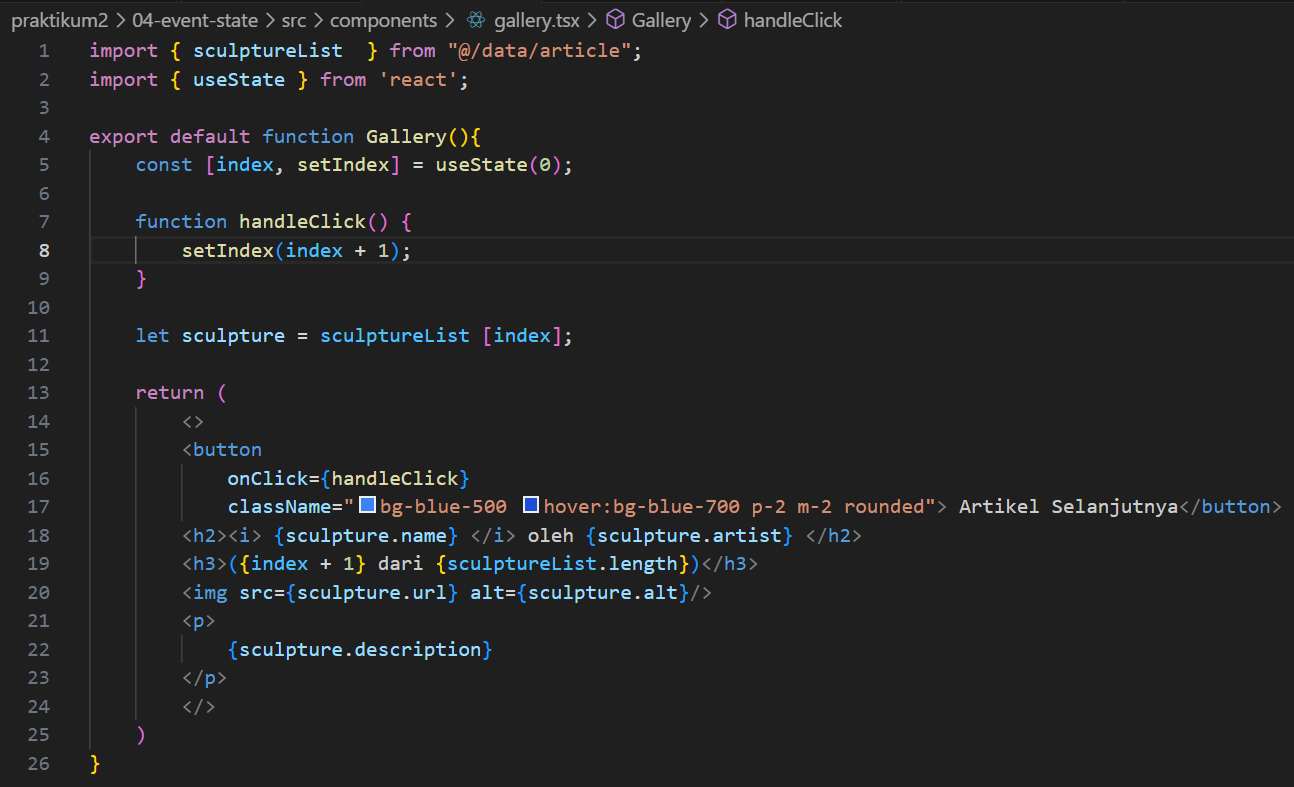 praktikum2 > 04-event-state > src > components > gallery.tsx > Gallery > handleClick
1 import { sculptureList  } from "@/data/article";
2 import { useState } from 'react';
3
4 export default function Gallery(){
5     const [index, setIndex] = useState(0);
6
7     function handleClick() {
8         setIndex(index + 1);
9     }
10
11     let sculpture = sculptureList [index];
12
13     return (
14         <>
15         <button
16             onClick={handleClick}
17             className="bg-blue-500 hover:bg-blue-700 p-2 m-2 rounded"> Artikel Selanjutnya</button>
18         <h2><i> {sculpture.name} </i> oleh {sculpture.artist} </h2>
19         <h3>({index + 1} dari {sculptureList.length})</h3>
20         <img src={sculpture.url} alt={sculpture.alt}/>
21         <p>
22             {sculpture.description}
23         </p>
24         </>
25     )
26 }